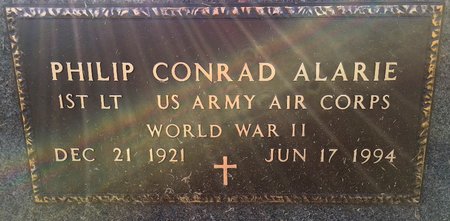 PHILIP CONRAD ALARIE
1ST LT US ARMY AIR CORPS
WORLD WAR II
DEC 21 1921 JUN 17 1994